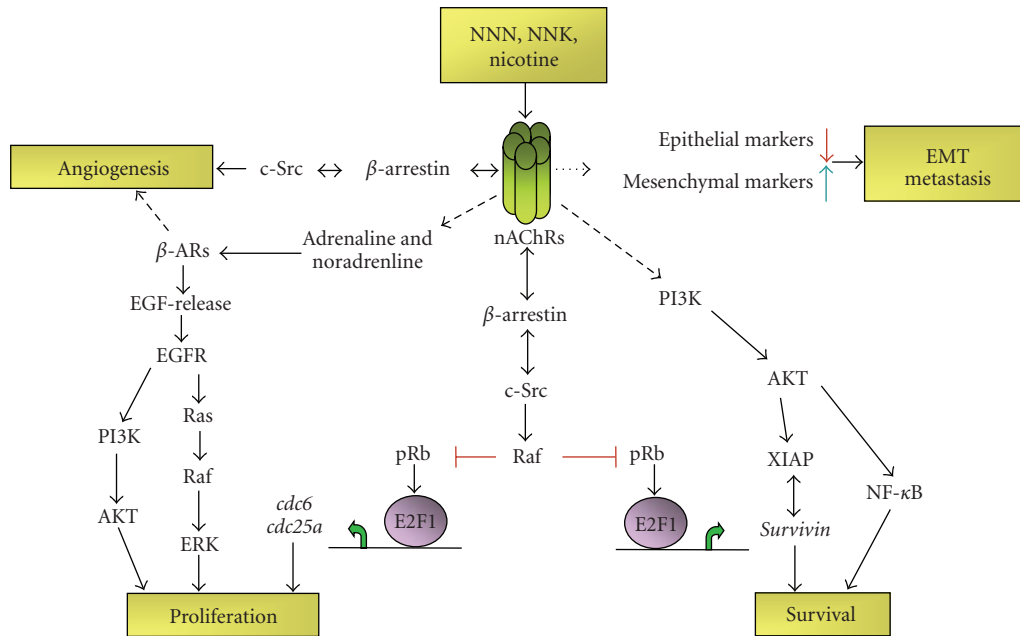 NNN, NNK,
nicotine
Angiogenesis
c-Src
β-arrestin
Epithelial markers
Mesenchymal markers
EMT
metastasis
nAChRs
β-ARs
Adrenaline and
noradrenline
EGF-release
EGFR
β-arrestin
PI3K
c-Src
AKT
Ras
PI3K
Raf
AKT
ERK
pRb
Raf
pRb
XIAP
NF-κB
cdc6
cdc25a
E2F1
E2F1
Survivin
Proliferation
Survival